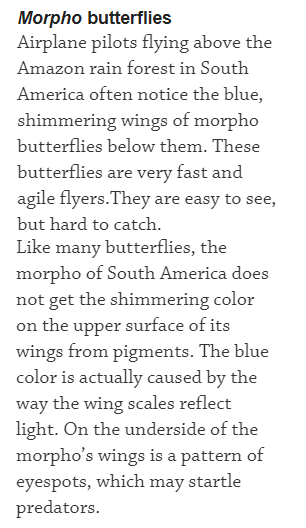 Morpho butterflies
Airplane pilots flying above the
Amazon rain forest in South
America often notice the blue,
shimmering wings of morpho
butterflies below them. These
butterflies are very fast and
agile flyers.They are easy to see,
but hard to catch.
Like many butterflies, the
morpho of South America does
not get the shimmering color
on the upper surface of its
wings from pigments. The blue
color is actually caused by the
way the wing scales reflect
light. On the underside of the
morpho’s wings is a pattern of
eyespots, which may startle
predators.